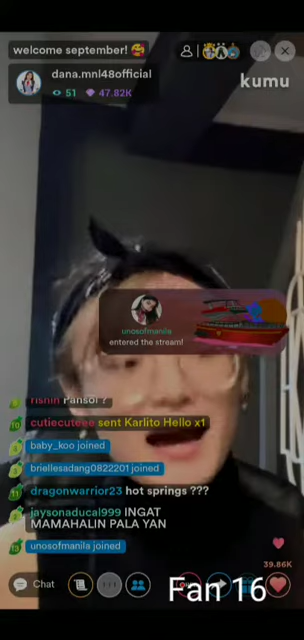 welcome september! 🥰
dana.mnl48official
51 47.82K
kumu
unosofmanila
entered the stream!
rishin Pansol ?
cutiecuteee sent Karlito Hello x1
baby_koo joined
briellesadang0822201 joined
dragonwarrior23 hot springs ???
jaysonaducal999 INGAT
MAMAHALIN PALA YAN
unosofmanila joined
39.86K
Chat
Fan 16